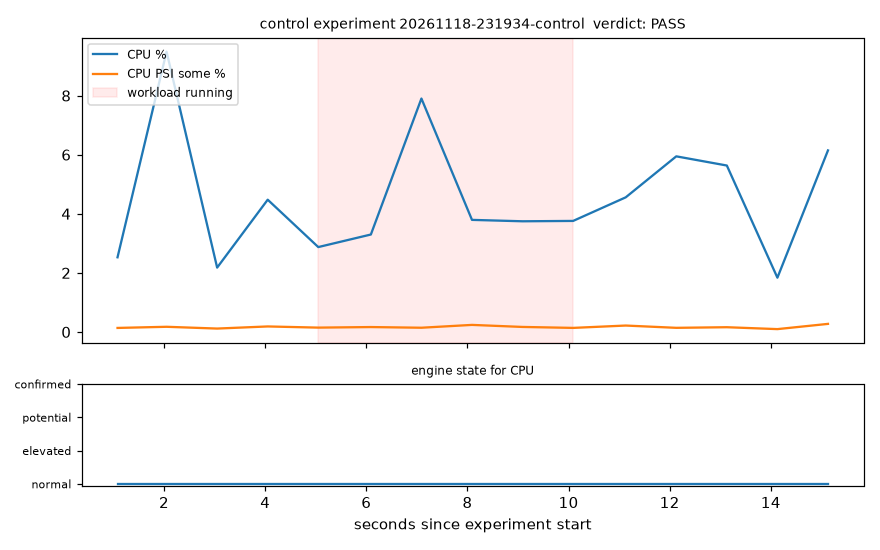 control experiment 20261118-231934-control  verdict: PASS
CPU %
CPU PSI some %
workload running
8
6
4
2
0
engine state for CPU
confirmed
potential
elevated
normal
2 4 6 8 10 12 14
seconds since experiment start